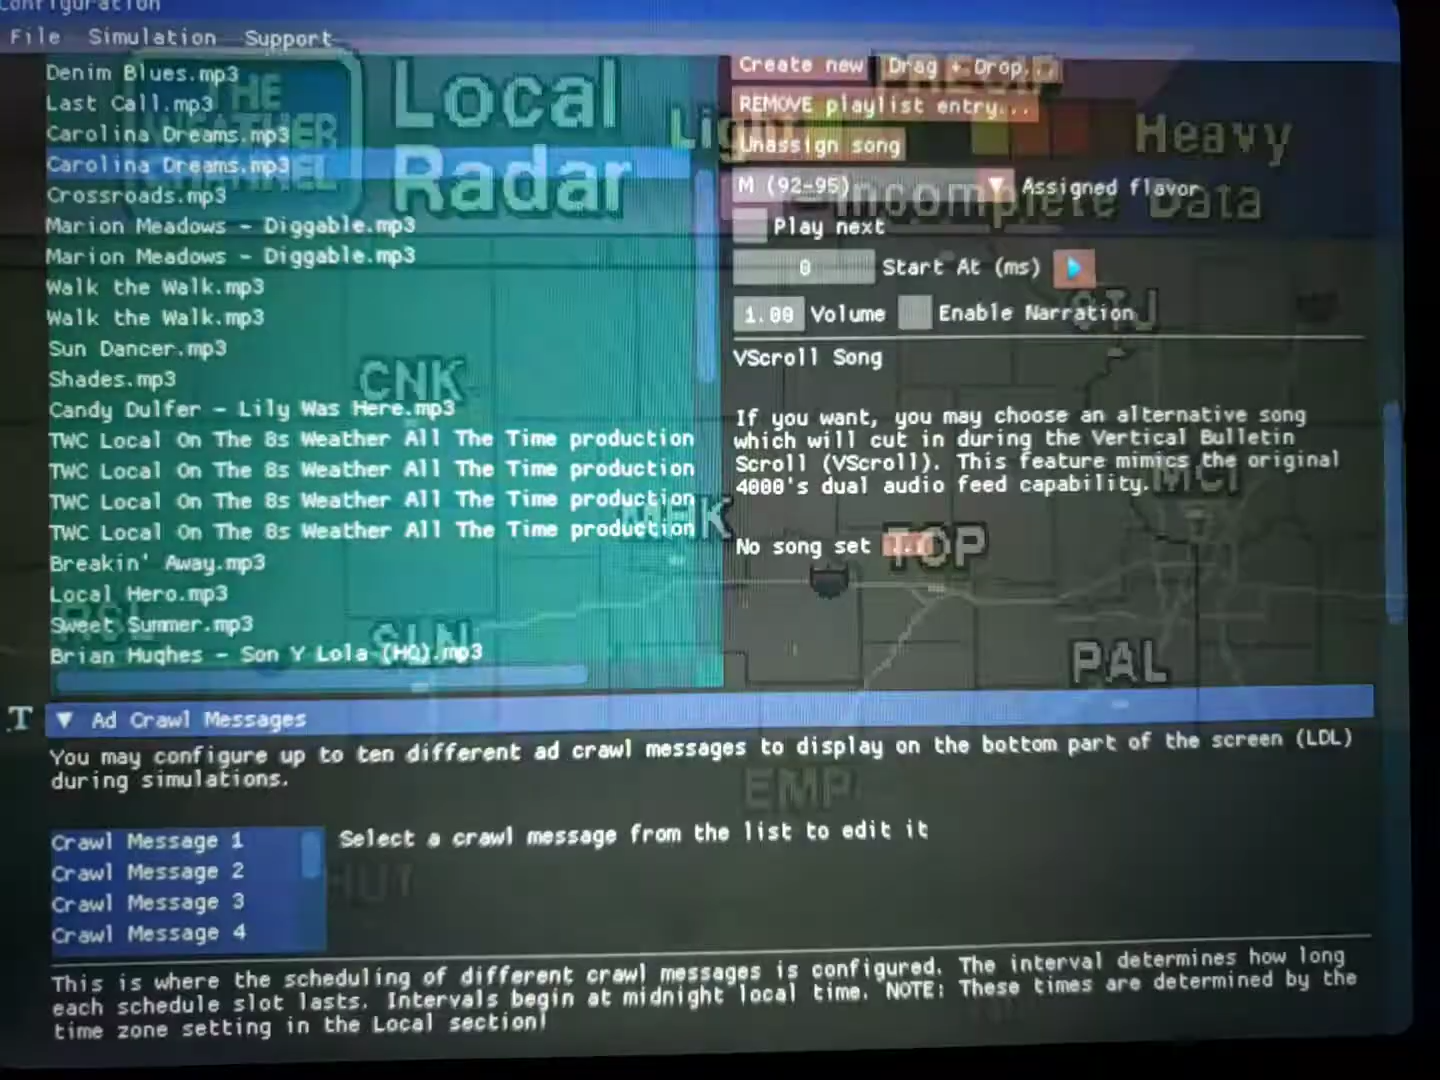 Configuration
File Simulation Support
THE WEATHER CHANNEL
Local
Radar
PRECIP
Light
Heavy
Incomplete Data
Denim Blues.mp3
Last Call.mp3
Carolina Dreams.mp3
Carolina Dreams.mp3
Crossroads.mp3
Marion Meadows - Diggable.mp3
Marion Meadows - Diggable.mp3
Walk the Walk.mp3
Walk the Walk.mp3
Sun Dancer.mp3
Shades.mp3
Candy Dulfer - Lily Was Here.mp3
TWC Local On The 8s Weather All The Time production
TWC Local On The 8s Weather All The Time production
TWC Local On The 8s Weather All The Time production
TWC Local On The 8s Weather All The Time production
Breakin' Away.mp3
Local Hero.mp3
Sweet Summer.mp3
Brian Hughes - Son Y Lola (HQ).mp3
Create new Drag + Drop...
REMOVE playlist entry...
Unassign song
M (92-95) Assigned flavor
Play next
0 Start At (ms)
1.00 Volume Enable Narration
VScroll Song
If you want, you may choose an alternative song
which will cut in during the Vertical Bulletin
Scroll (VScroll). This feature mimics the original
4000's dual audio feed capability.
No song set ...
CNK
STJ
MCI
MHK
TOP
RSL
SLN
PAL
EMP
HUT
Ad Crawl Messages
You may configure up to ten different ad crawl messages to display on the bottom part of the screen (LDL)
during simulations.
Crawl Message 1
Crawl Message 2
Crawl Message 3
Crawl Message 4
Select a crawl message from the list to edit it
This is where the scheduling of different crawl messages is configured. The interval determines how long
each schedule slot lasts. Intervals begin at midnight local time. NOTE: These times are determined by the
time zone setting in the Local section!